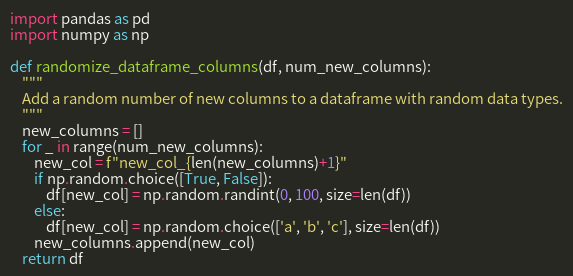 import pandas as pd
import numpy as np

def randomize_dataframe_columns(df, num_new_columns):
    """
    Add a random number of new columns to a dataframe with random data types.
    """
    new_columns = []
    for _ in range(num_new_columns):
        new_col = f"new_col_{len(new_columns)+1}"
        if np.random.choice([True, False]):
            df[new_col] = np.random.randint(0, 100, size=len(df))
        else:
            df[new_col] = np.random.choice(['a', 'b', 'c'], size=len(df))
        new_columns.append(new_col)
    return df